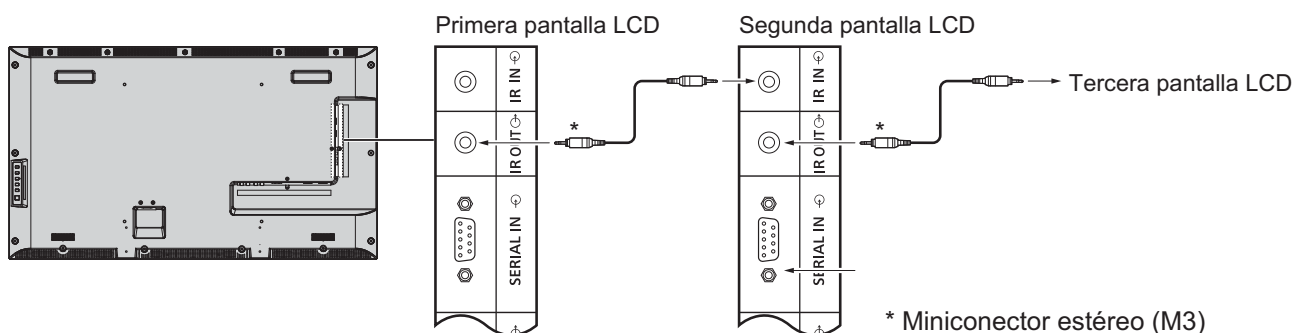 Primera pantalla LCD
Segunda pantalla LCD
IR IN
IR OUT
SERIAL IN
*
IR IN
IR OUT
SERIAL IN
*
Tercera pantalla LCD
* Miniconector estéreo (M3)